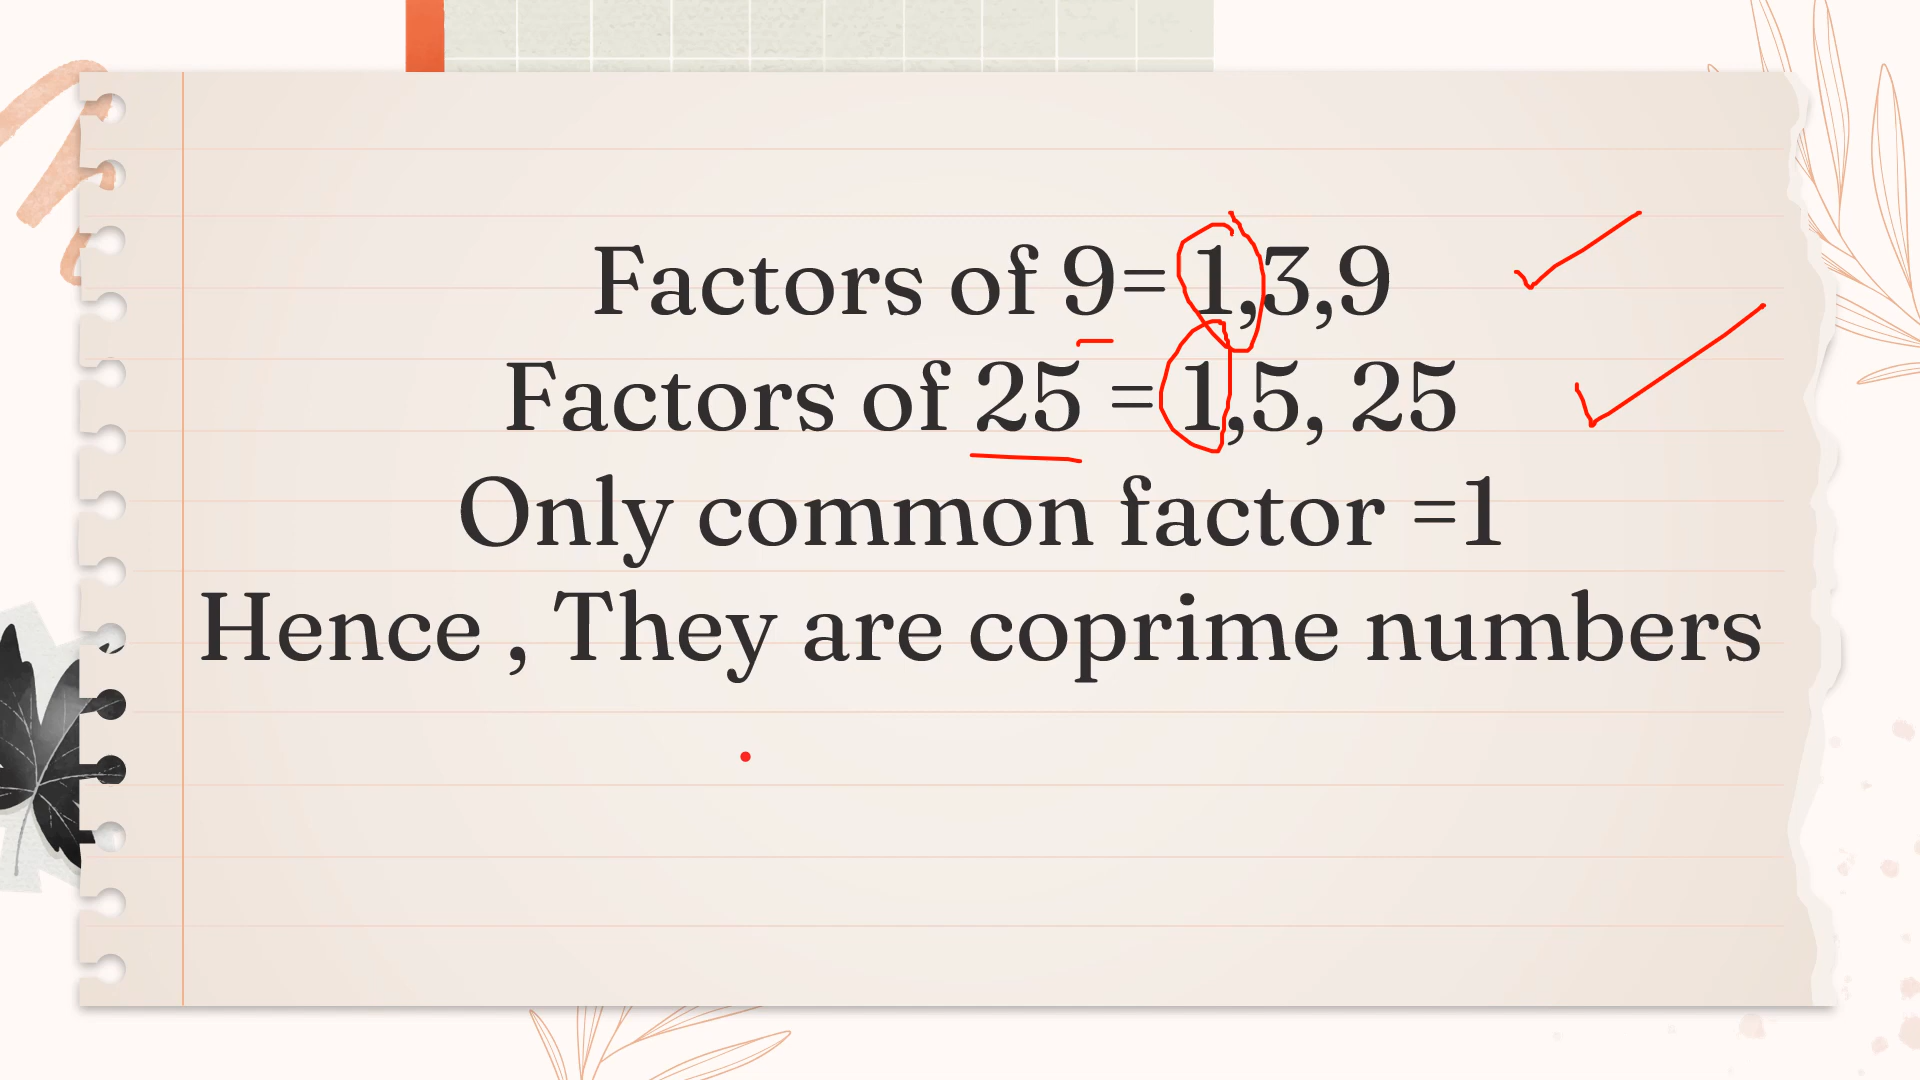 Factors of 9= 1,3,9
Factors of 25 = 1,5, 25
Only common factor =1
Hence , They are coprime numbers